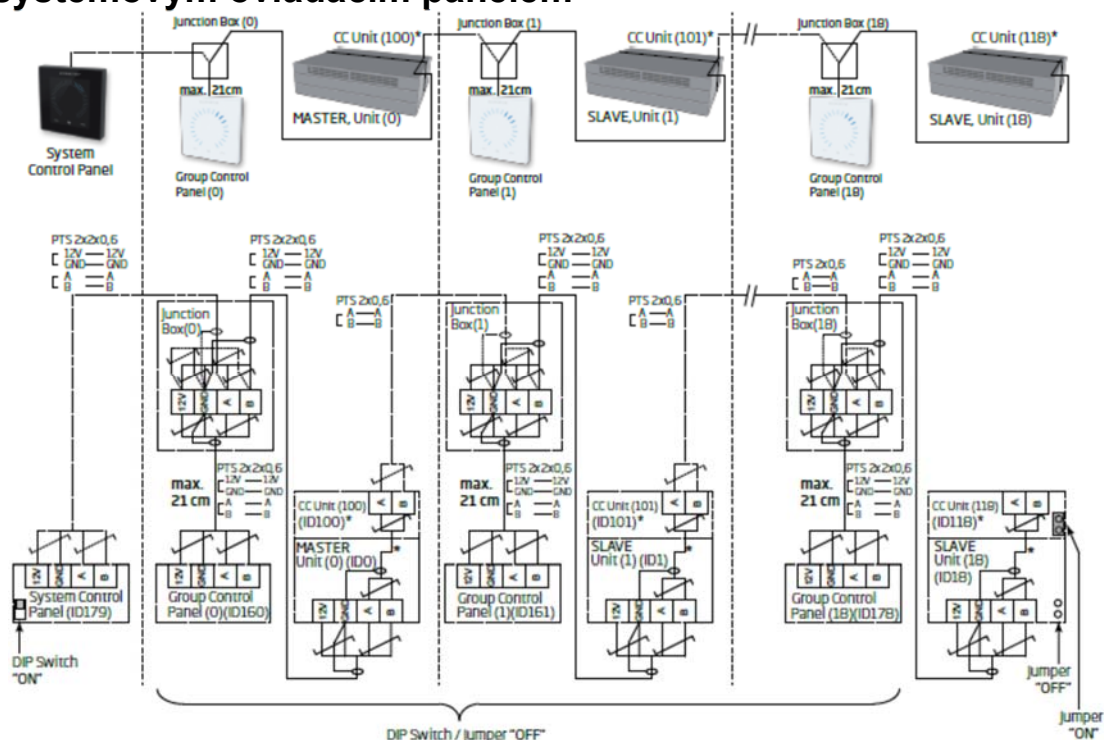 systémovým ovládacím panelem
Junction Box (0)
CC Unit (100)*
max. 21cm
MASTER, Unit (0)
Group Control
Panel (0)
System
Control Panel
Junction Box (1)
CC Unit (101)*
max. 21cm
SLAVE, Unit (1)
Group Control
Panel (1)
Junction Box (18)
CC Unit (118)*
max. 21cm
SLAVE, Unit (18)
Group Control
Panel (18)
PTS 2x2x0,6
12V 12V
GND GND
A A
B B
PTS 2x2x0,6
12V 12V
GND GND
A A
B B
PTS 2x0,6
A A
B B
PTS 2x2x0,6
12V 12V
GND GND
A A
B B
PTS 2x0,6
A A
B B
PTS 2x0,6
A A
B B
PTS 2x2x0,6
12V 12V
GND GND
A A
B B
Junction
Box(0)
12V GND A B
Junction
Box(1)
12V GND A B
Junction
Box(18)
12V GND A B
max.
21 cm
PTS 2x2x0,6
12V 12V
GND GND
A A
B B
max.
21 cm
PTS 2x2x0,6
12V 12V
GND GND
A A
B B
max.
21 cm
PTS 2x2x0,6
12V 12V
GND GND
A A
B B
12V GND A B
System Control
Panel (ID179)
DIP Switch
"ON"
12V GND A B
Group Control
Panel (0)(ID160)
CC Unit (100)
(ID100)*
A B
MASTER *
Unit (0) (ID0)
12V GND A B
12V GND A B
Group Control
Panel (1)(ID161)
CC Unit (101)
(ID101)*
A B
SLAVE *
Unit (1) (ID1)
12V GND A B
12V GND A B
Group Control
Panel (18)(ID178)
CC Unit (118)
(ID118)*
A B
SLAVE *
Unit (18)
(ID18)
12V GND A B
Jumper
"OFF"
Jumper
"ON"
DIP Switch / Jumper "OFF"